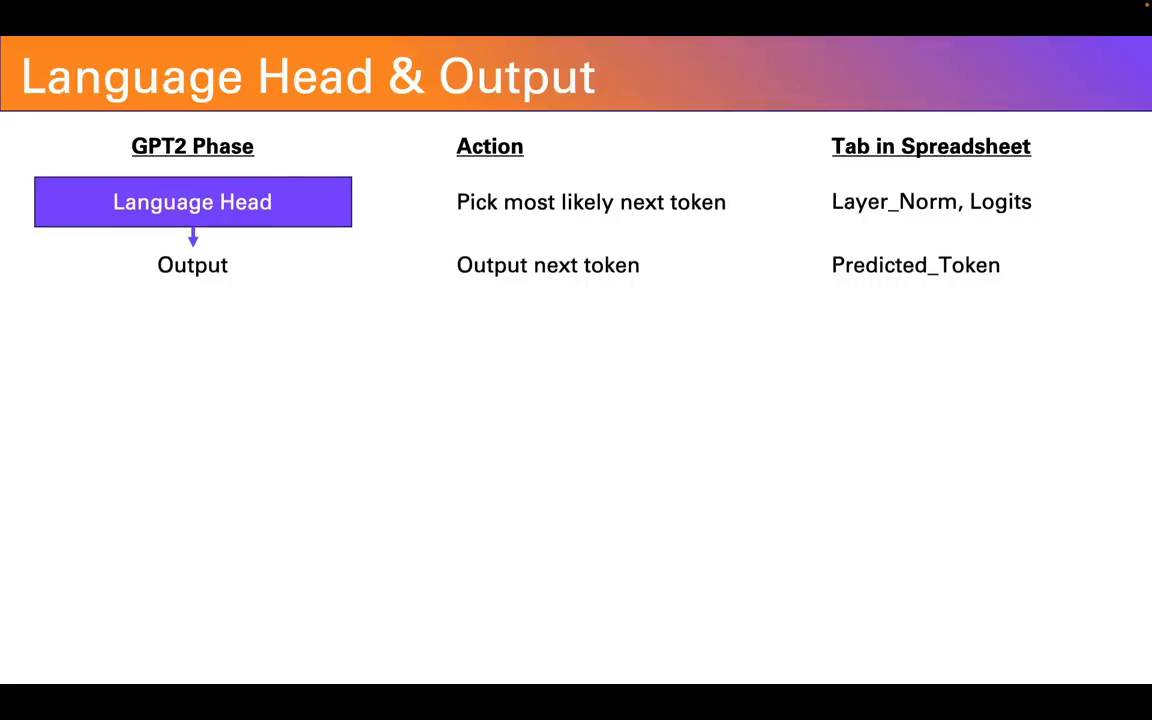 Language Head & Output
GPT2 Phase Action Tab in Spreadsheet
Language Head Pick most likely next token Layer_Norm, Logits
Output Output next token Predicted_Token